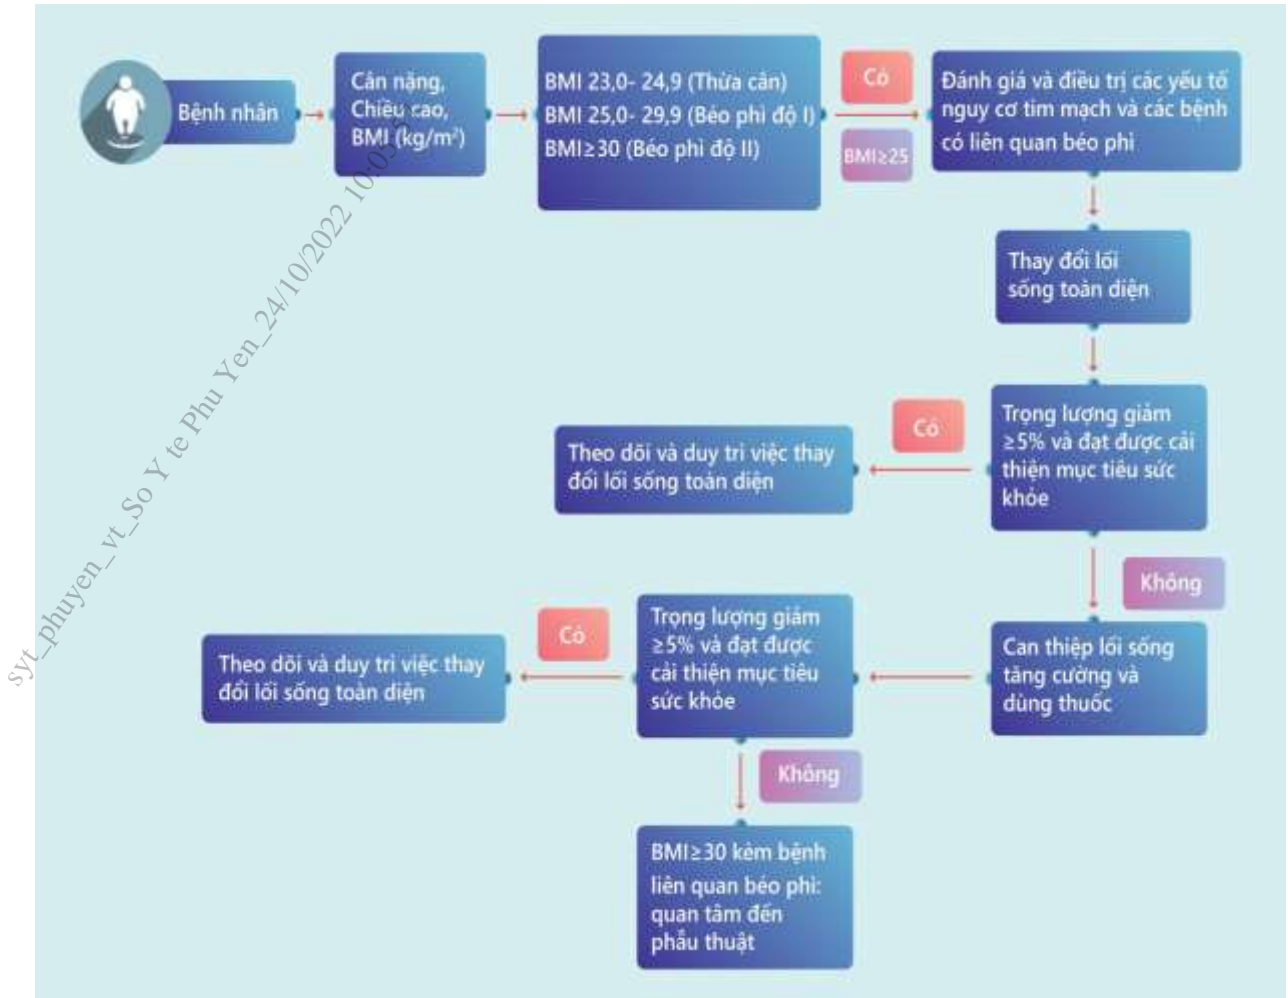 Bệnh nhân
Cân nặng,
Chiều cao,
BMI (kg/m²)
BMI 23,0- 24,9 (Thừa cân)
BMI 25,0- 29,9 (Béo phì độ I)
BMI≥30 (Béo phì độ II)
Có
BMI≥25
Đánh giá và điều trị các yếu tố
nguy cơ tim mạch và các bệnh
có liên quan béo phì
Thay đổi lối
sống toàn diện
Trọng lượng giảm
≥5% và đạt được cải
thiện mục tiêu sức
khỏe
Có
Theo dõi và duy trì việc thay
đổi lối sống toàn diện
Không
Can thiệp lối sống
tăng cường và
dùng thuốc
Trọng lượng giảm
≥5% và đạt được
cải thiện mục tiêu
sức khỏe
Có
Theo dõi và duy trì việc thay
đổi lối sống toàn diện
Không
BMI≥30 kèm bệnh
liên quan béo phì:
quan tâm đến
phẫu thuật
syt_phuyen_vt_So Y te Phu Yen_24/10/2022 10:05